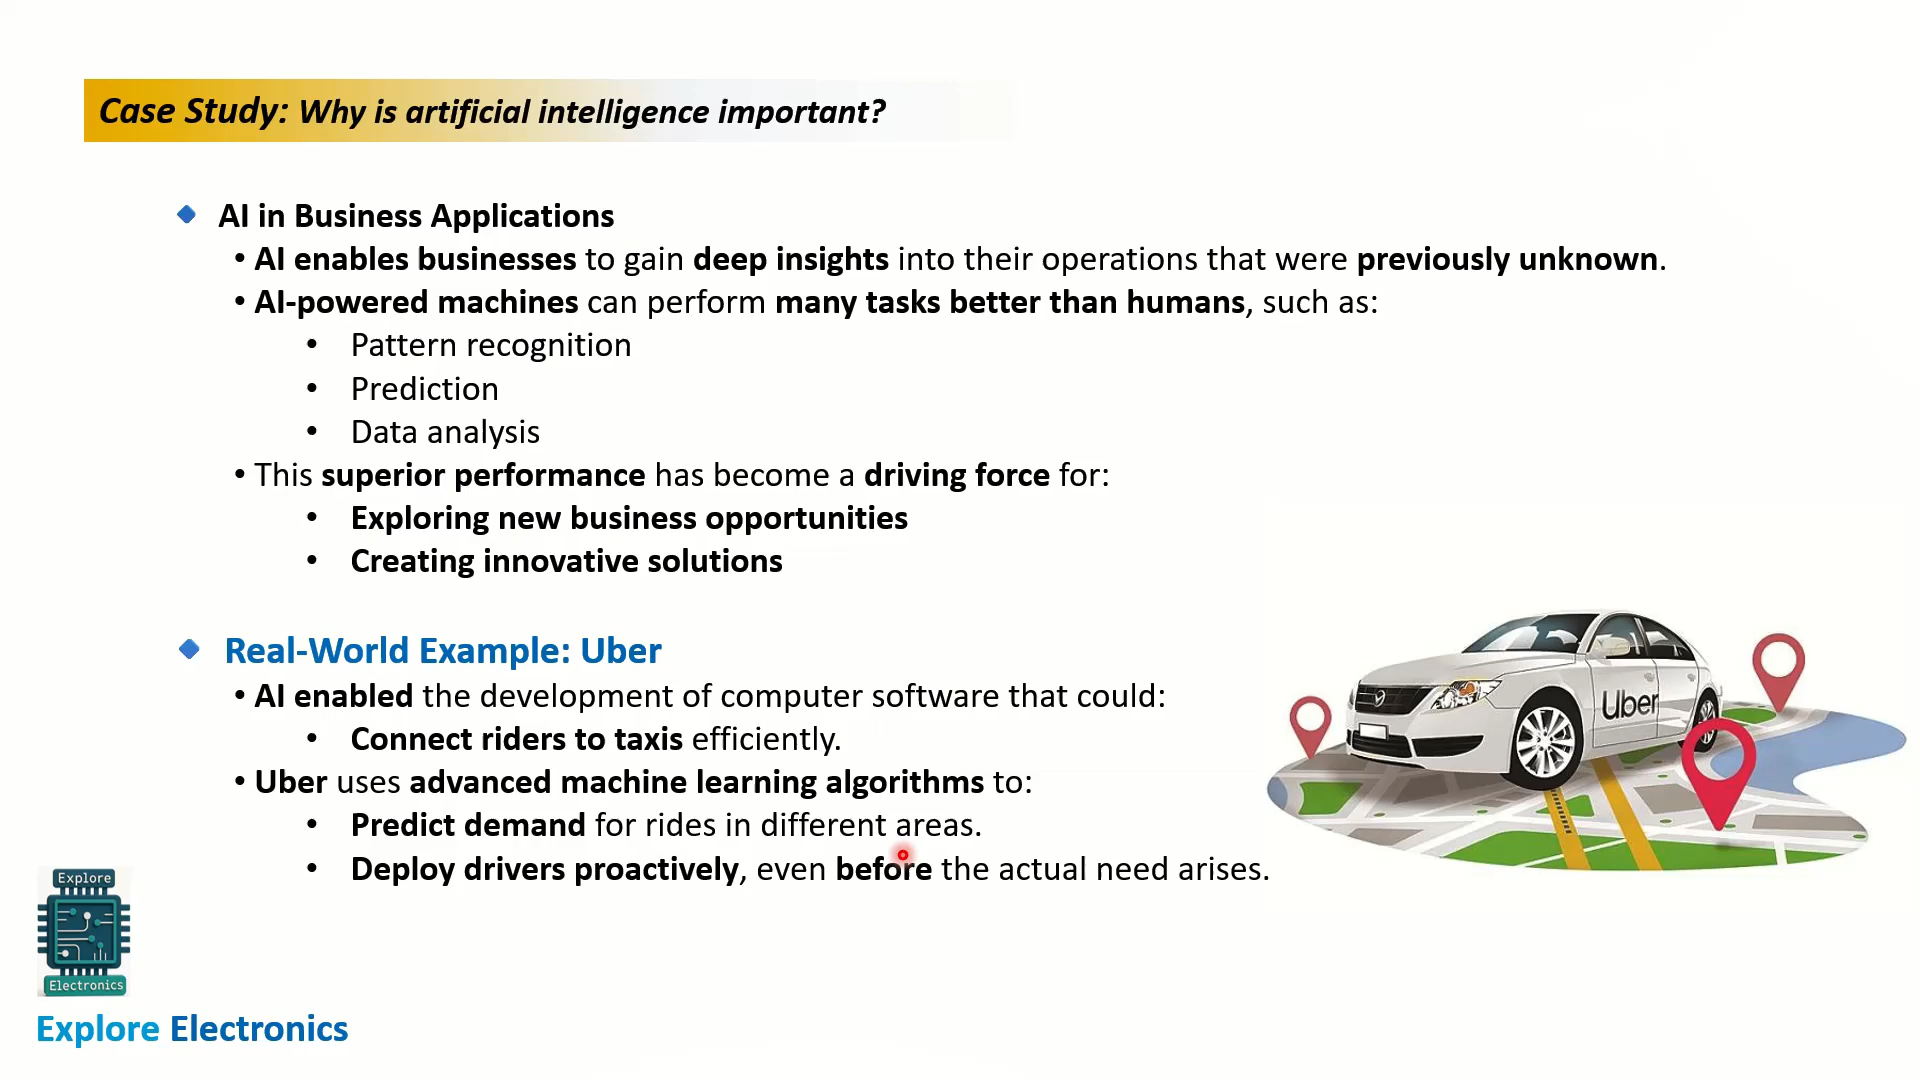 Case Study: Why is artificial intelligence important?
AI in Business Applications
• AI enables businesses to gain deep insights into their operations that were previously unknown.
• AI-powered machines can perform many tasks better than humans, such as:
• Pattern recognition
• Prediction
• Data analysis
• This superior performance has become a driving force for:
• Exploring new business opportunities
• Creating innovative solutions
Real-World Example: Uber
• AI enabled the development of computer software that could:
• Connect riders to taxis efficiently.
• Uber uses advanced machine learning algorithms to:
• Predict demand for rides in different areas.
• Deploy drivers proactively, even before the actual need arises.
Uber
Explore
Electronics
Explore Electronics